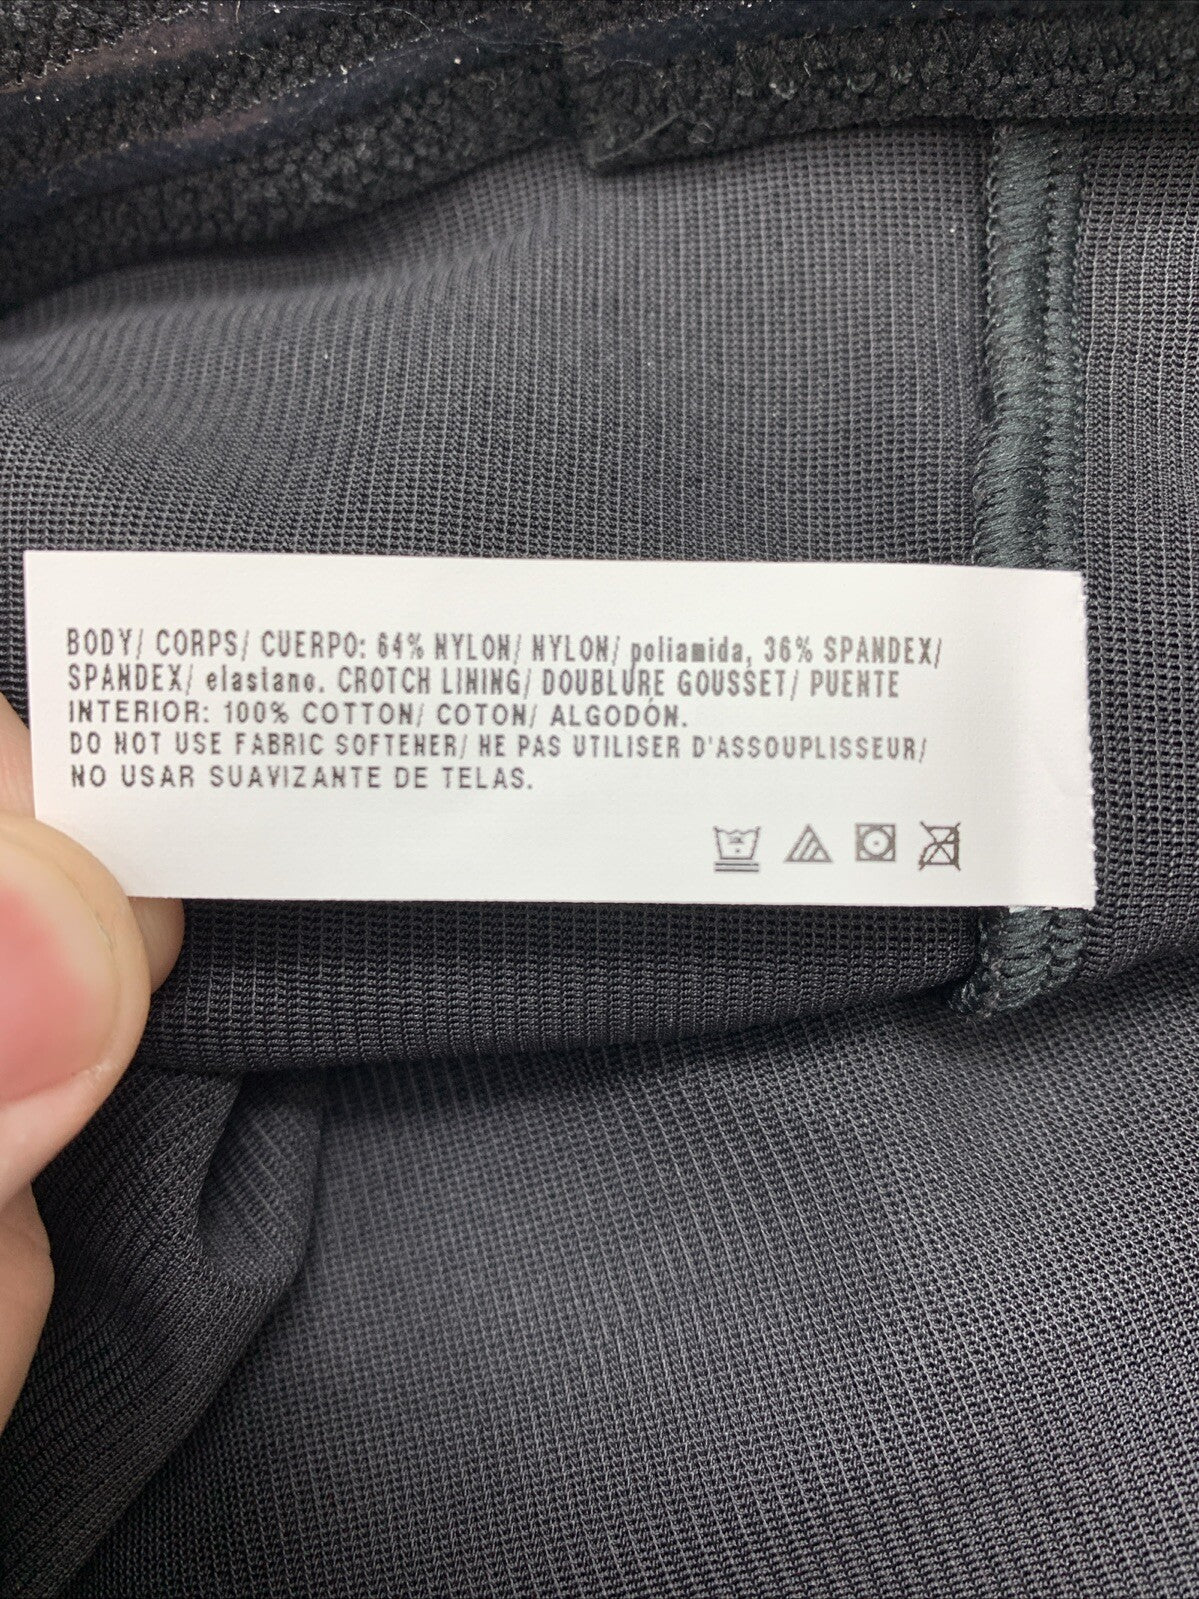 BODY/ CORPS/ CUERPO: 64% NYLON/ NYLON/ poliamida, 36% SPANDEX/
SPANDEX/ elastano. CROTCH LINING/ DOUBLURE GOUSSET/ PUENTE
INTERIOR: 100% COTTON/ COTON/ ALGODÓN.
DO NOT USE FABRIC SOFTENER/ NE PAS UTILISER D'ASSOUPLISSEUR/
NO USAR SUAVIZANTE DE TELAS.